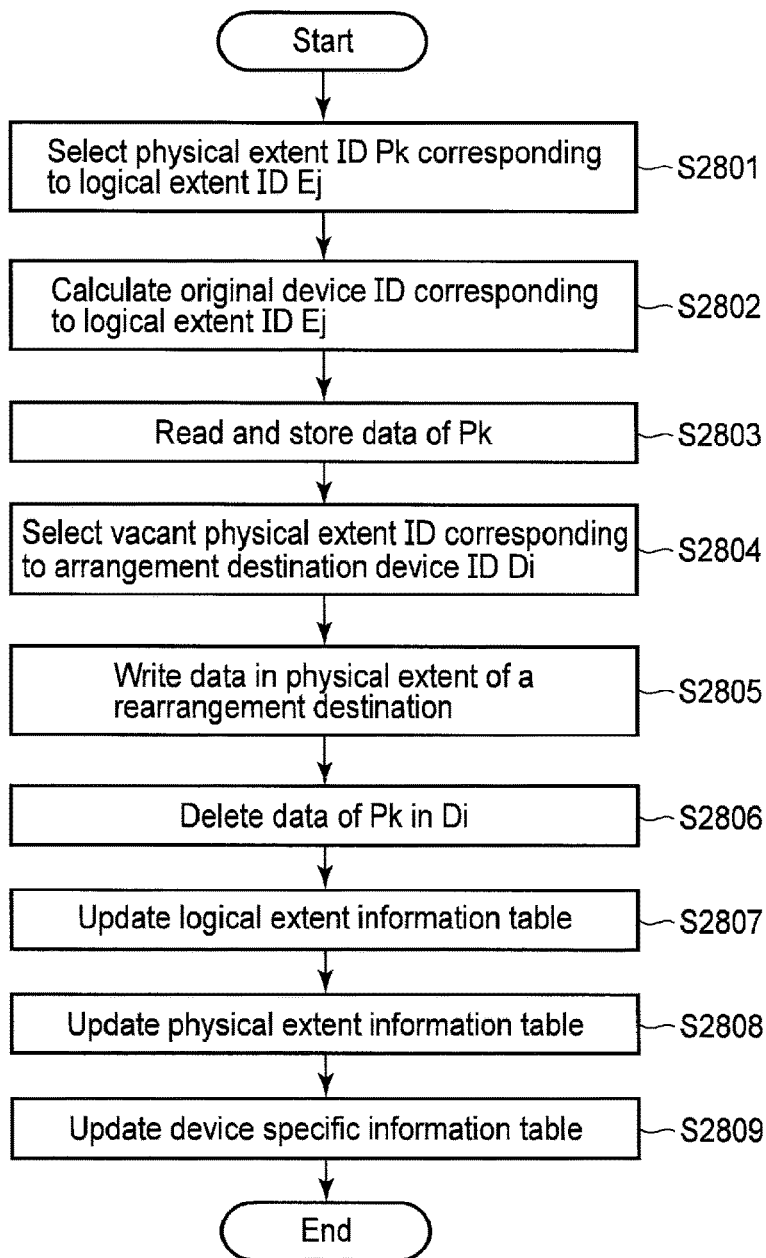 Start
Select physical extent ID Pk corresponding
to logical extent ID Ej
S2801
Calculate original device ID corresponding
to logical extent ID Ej
S2802
Read and store data of Pk
S2803
Select vacant physical extent ID corresponding
to arrangement destination device ID Di
S2804
Write data in physical extent of a
rearrangement destination
S2805
Delete data of Pk in Di
S2806
Update logical extent information table
S2807
Update physical extent information table
S2808
Update device specific information table
S2809
End